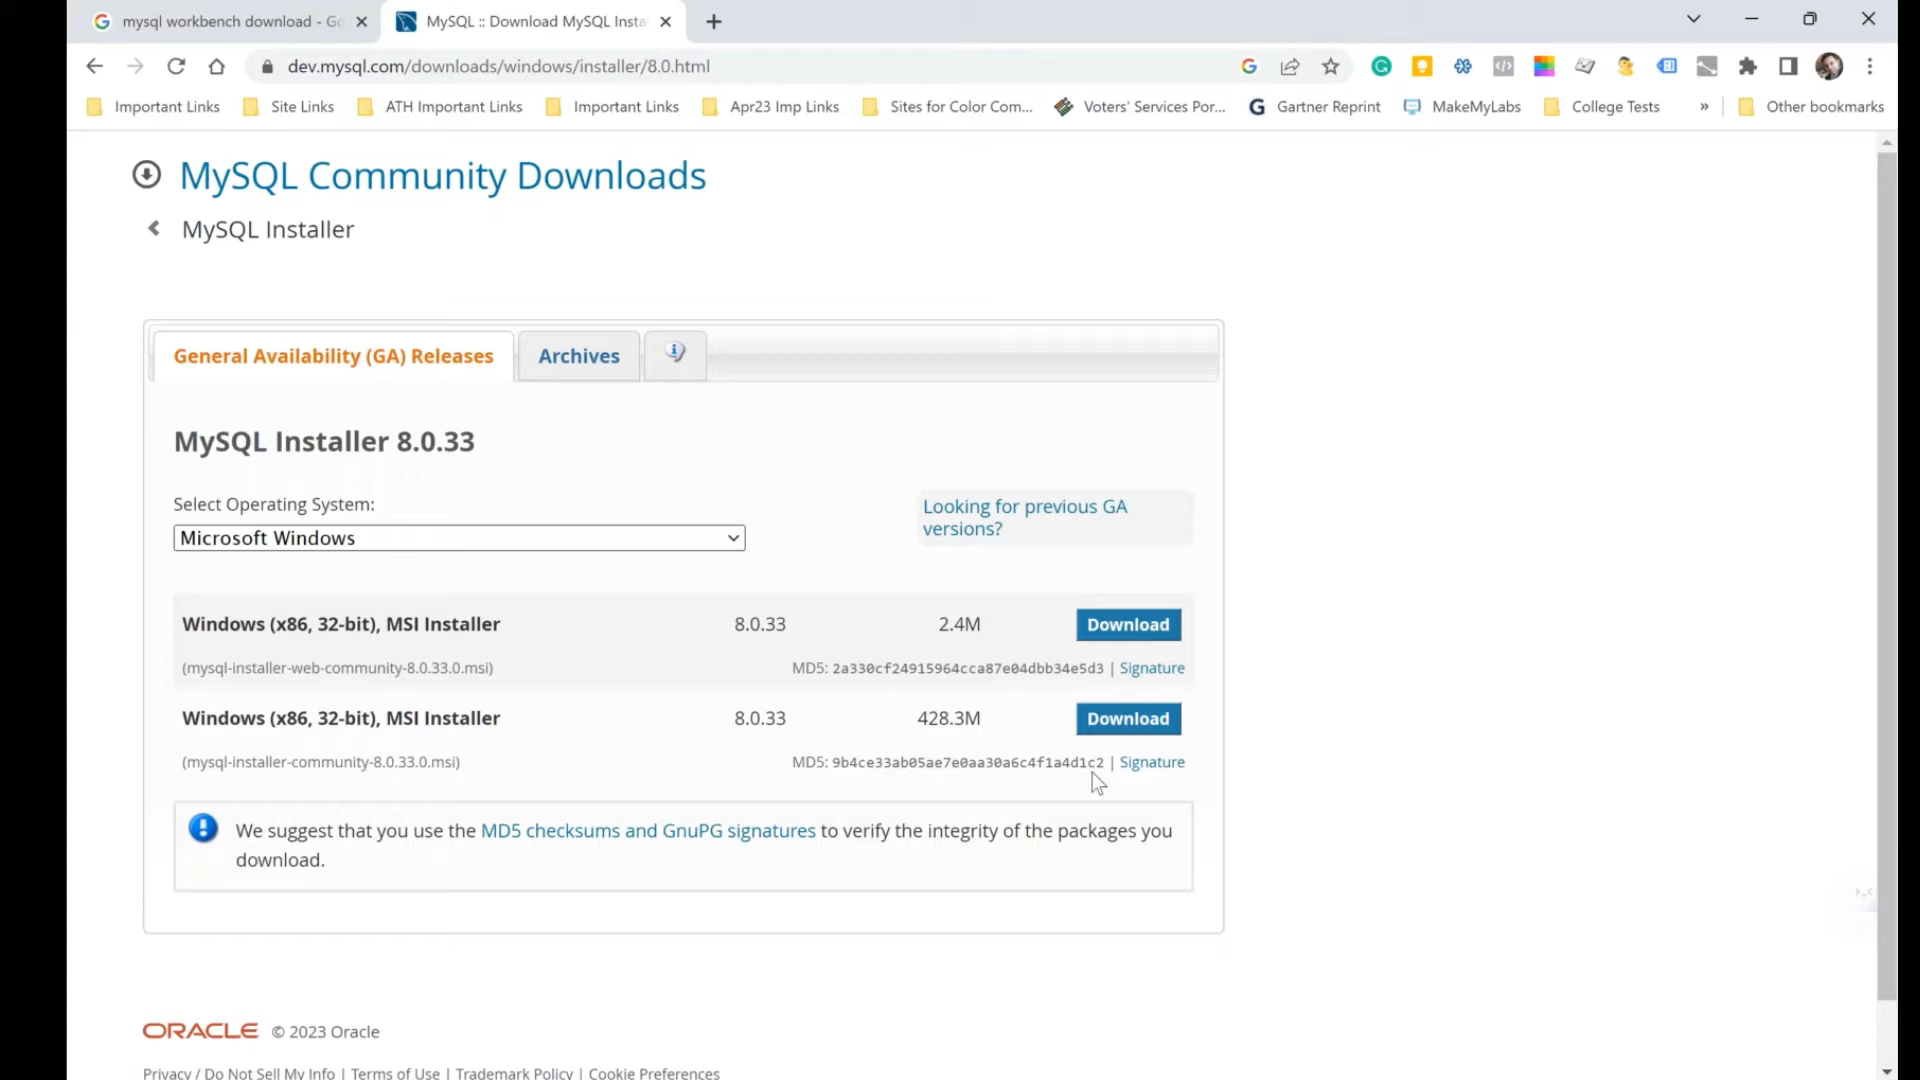 mysql workbench download - Go
MySQL :: Download MySQL Insta
dev.mysql.com/downloads/windows/installer/8.0.html
Important Links
Site Links
ATH Important Links
Important Links
Apr23 Imp Links
Sites for Color Com...
Voters' Services Por...
Gartner Reprint
MakeMyLabs
College Tests
»
Other bookmarks
MySQL Community Downloads
MySQL Installer
General Availability (GA) Releases
Archives
MySQL Installer 8.0.33
Select Operating System:
Microsoft Windows
Looking for previous GA
versions?
Windows (x86, 32-bit), MSI Installer 8.0.33 2.4M Download
(mysql-installer-web-community-8.0.33.0.msi) MD5: 2a330cf24915964cca87e04dbb34e5d3 | Signature
Windows (x86, 32-bit), MSI Installer 8.0.33 428.3M Download
(mysql-installer-community-8.0.33.0.msi) MD5: 9b4ce33ab05ae7e0aa30a6c4f1a4d1c2 | Signature
We suggest that you use the MD5 checksums and GnuPG signatures to verify the integrity of the packages you
download.
ORACLE © 2023 Oracle
Privacy / Do Not Sell My Info | Terms of Use | Trademark Policy | Cookie Preferences